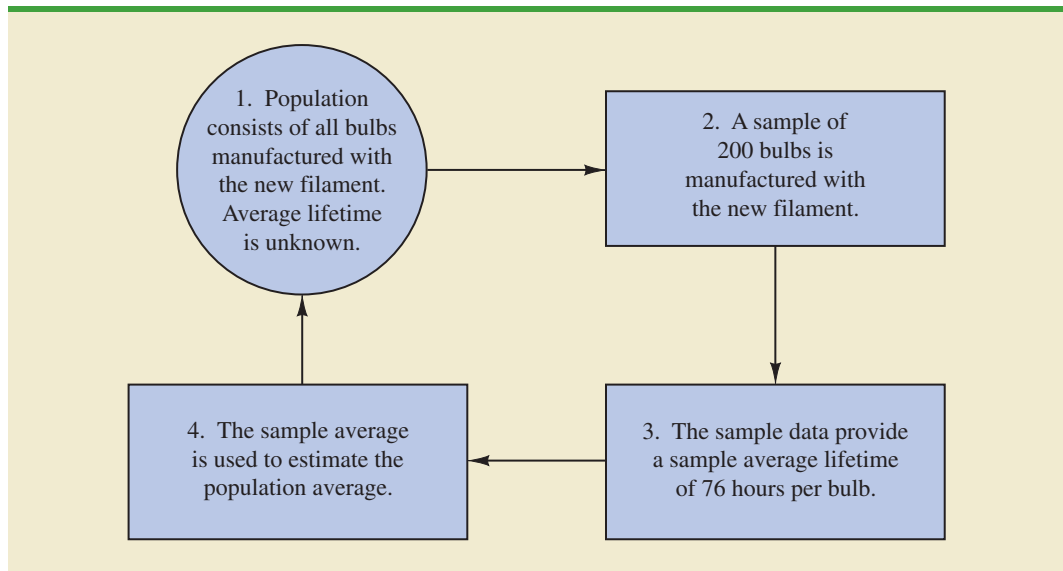 1. Population
consists of all bulbs
manufactured with
the new filament.
Average lifetime
is unknown.
2. A sample of
200 bulbs is
manufactured with
the new filament.
3. The sample data provide
a sample average lifetime
of 76 hours per bulb.
4. The sample average
is used to estimate the
population average.